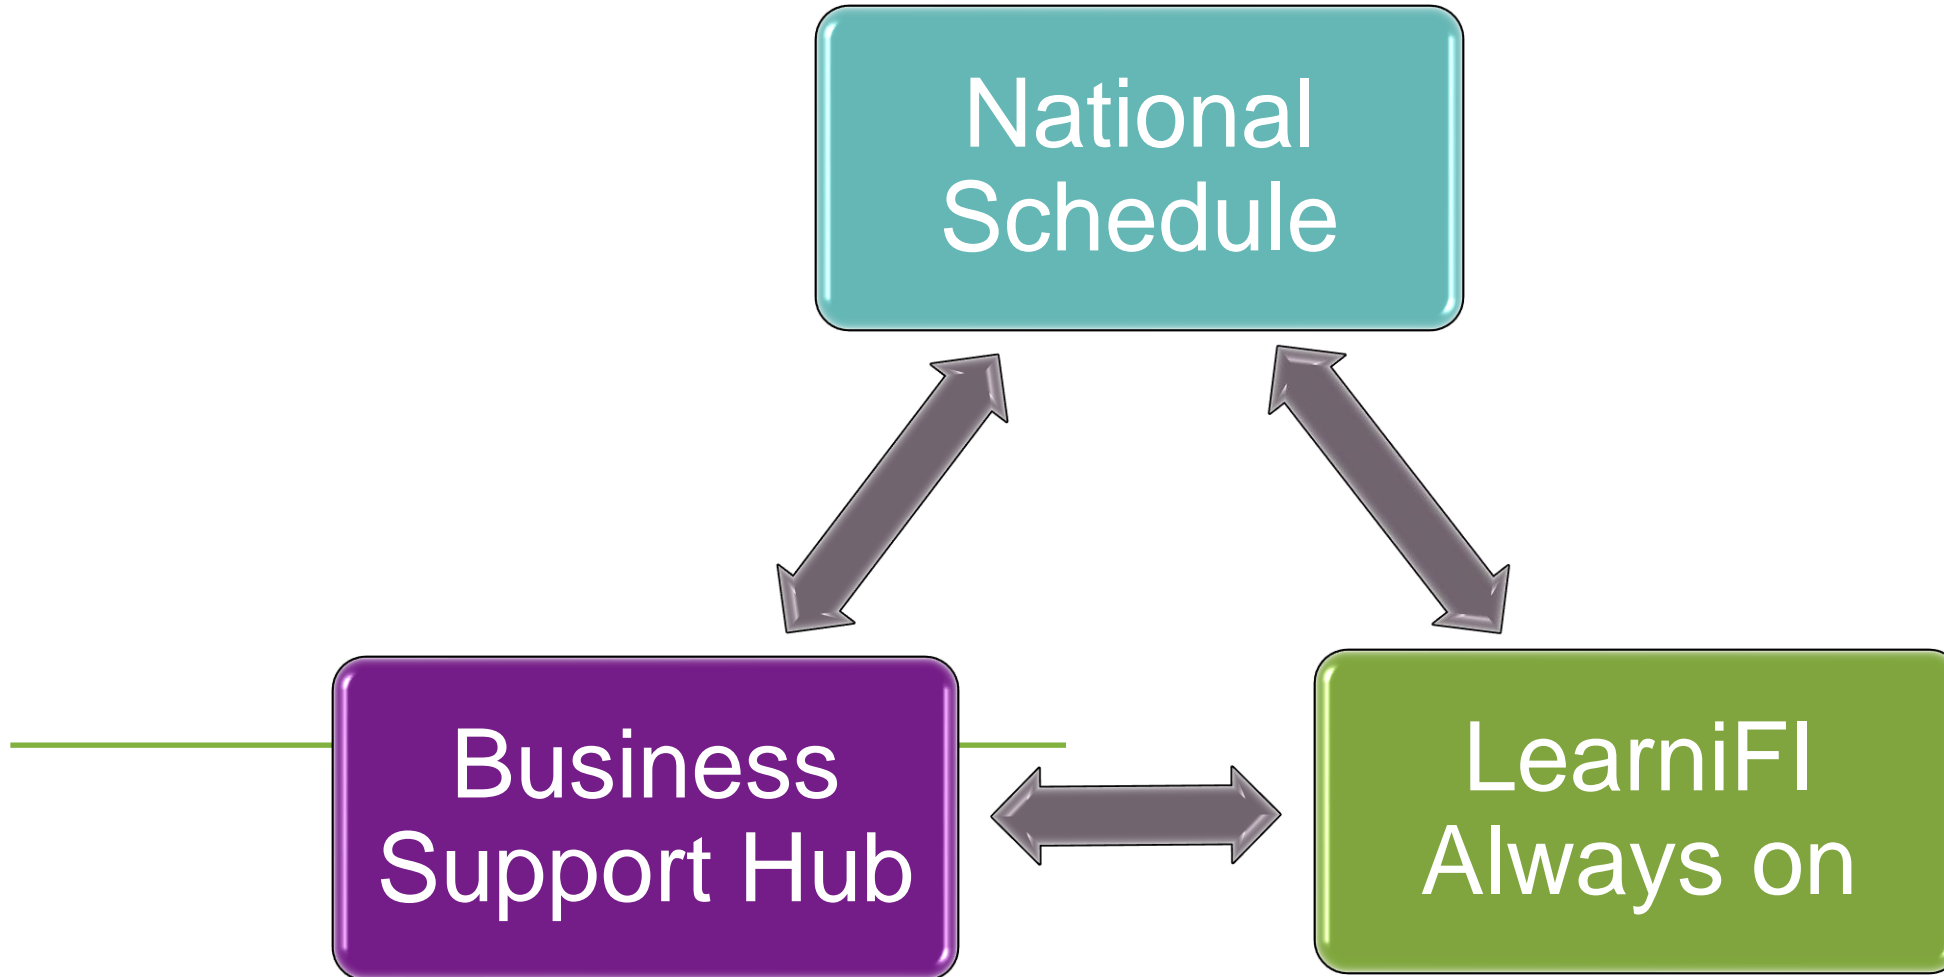 National
Schedule
Business
Support Hub
LearniFI
Always on